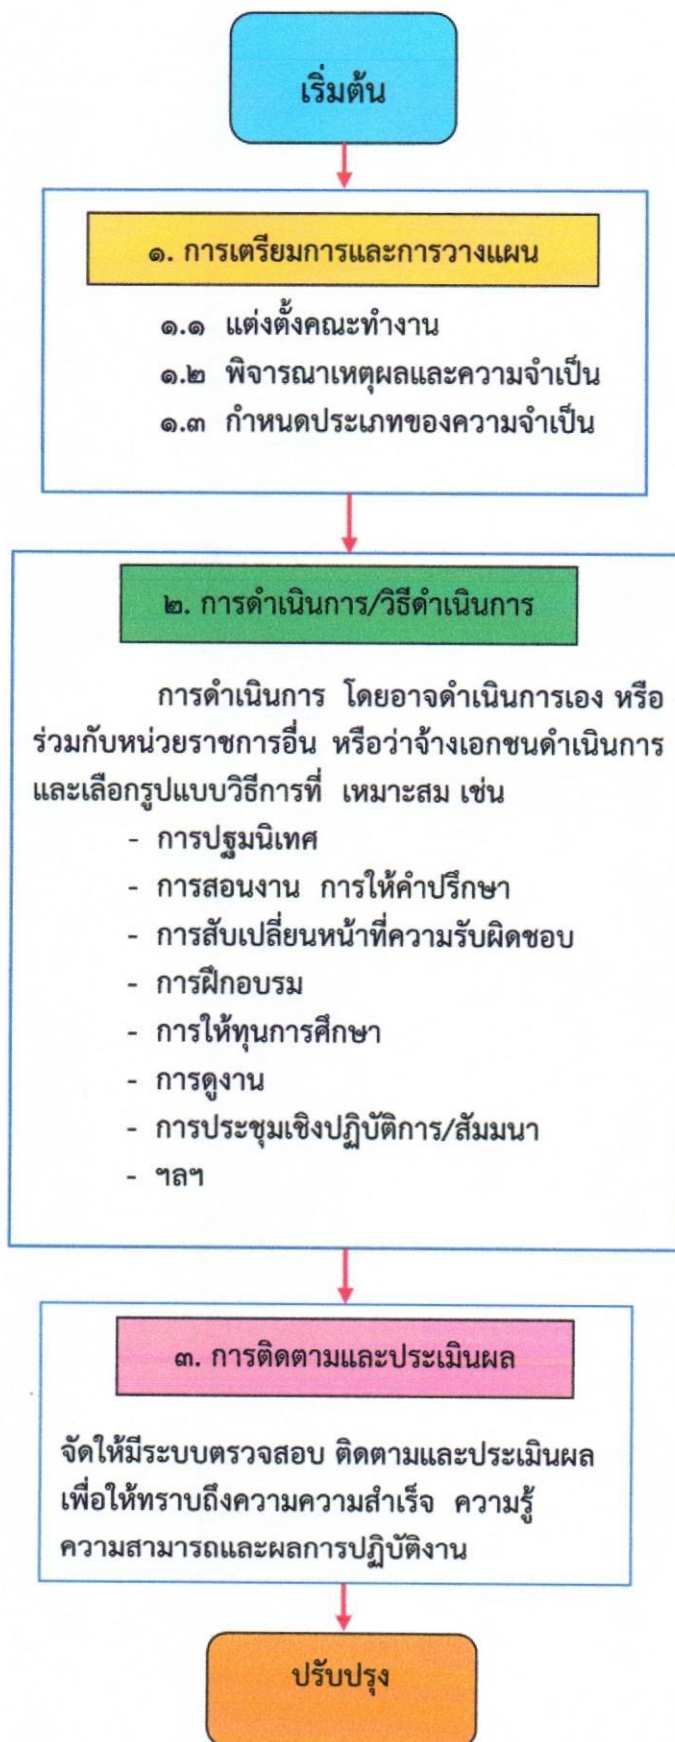 เริ่มต้น
๑. การเตรียมการและการวางแผน
๑.๑ แต่งตั้งคณะทำงาน
๑.๒ พิจารณาเหตุผลและความจำเป็น
๑.๓ กำหนดประเภทของความจำเป็น
๒. การดำเนินการ/วิธีดำเนินการ
การดำเนินการ โดยอาจดำเนินการเอง หรือ
ร่วมกับหน่วยราชการอื่น หรือว่าจ้างเอกชนดำเนินการ
และเลือกรูปแบบวิธีการที่ เหมาะสม เช่น
- การปฐมนิเทศ
- การสอนงาน การให้คำปรึกษา
- การสับเปลี่ยนหน้าที่ความรับผิดชอบ
- การฝึกอบรม
- การให้ทุนการศึกษา
- การดูงาน
- การประชุมเชิงปฏิบัติการ/สัมมนา
- ฯลฯ
๓. การติดตามและประเมินผล
จัดให้มีระบบตรวจสอบ ติดตามและประเมินผล
เพื่อให้ทราบถึงความความสำเร็จ ความรู้
ความสามารถและผลการปฏิบัติงาน
ปรับปรุง